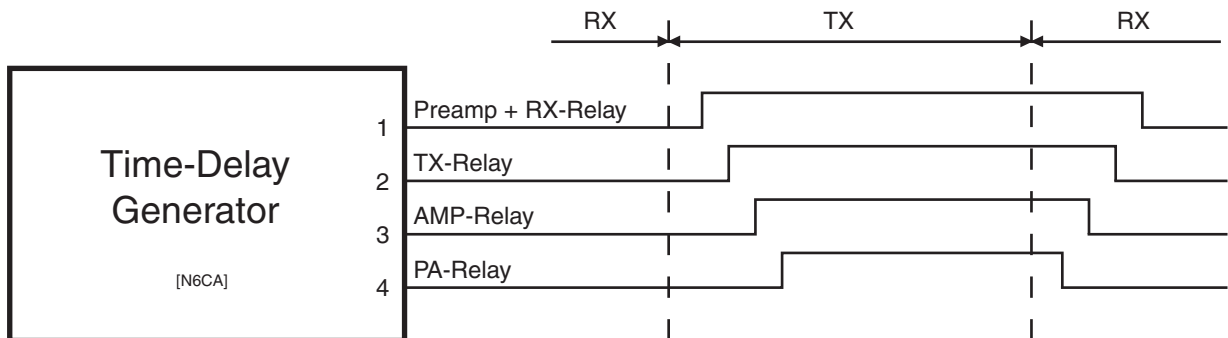 RX TX RX
Time-Delay
Generator
[N6CA]
1 Preamp + RX-Relay
2 TX-Relay
3 AMP-Relay
4 PA-Relay